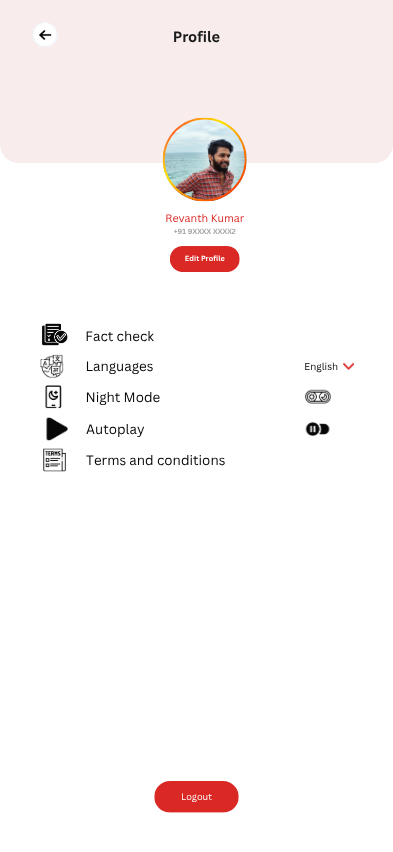 Profile
Revanth Kumar
+91 9XXXX XXXX2
Edit Profile
Fact check
Languages
English
Night Mode
Autoplay
TERMS
Terms and conditions
Logout